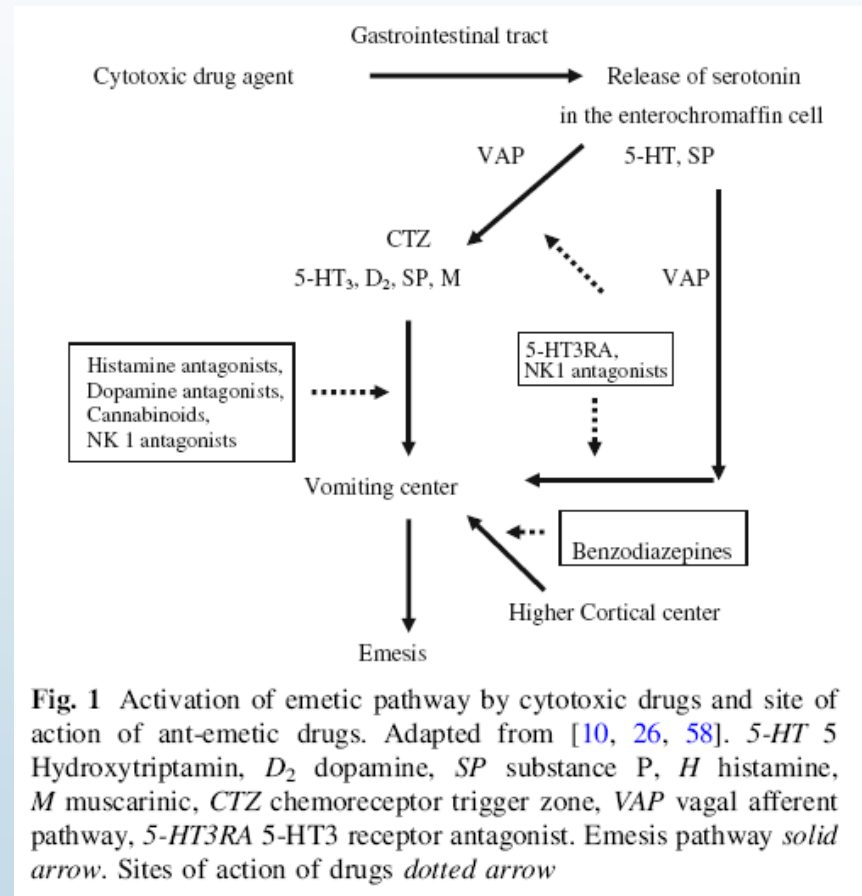 Gastrointestinal tract
Cytotoxic drug agent
Release of serotonin
in the enterochromaffin cell
VAP
5-HT, SP
CTZ
5-HT₃, D₂, SP, M
VAP
Histamine antagonists,
Dopamine antagonists,
Cannabinoids,
NK 1 antagonists
5-HT3RA,
NK1 antagonists
Vomiting center
Benzodiazepines
Higher Cortical center
Emesis
Fig. 1 Activation of emetic pathway by cytotoxic drugs and site of
action of ant-emetic drugs. Adapted from [10, 26, 58]. 5-HT 5
Hydroxytriptamin, D₂ dopamine, SP substance P, H histamine,
M muscarinic, CTZ chemoreceptor trigger zone, VAP vagal afferent
pathway, 5-HT3RA 5-HT3 receptor antagonist. Emesis pathway solid
arrow. Sites of action of drugs dotted arrow